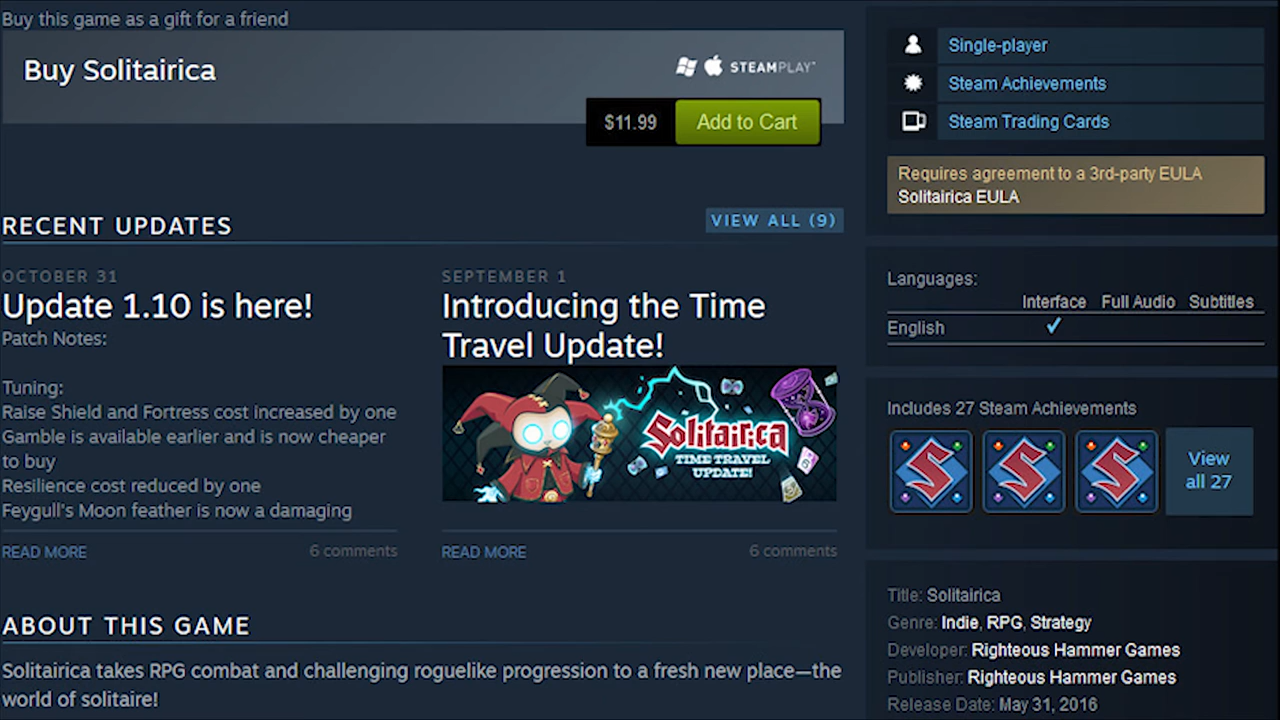 Buy this game as a gift for a friend
Buy Solitairica
STEAMPLAY™
$11.99
Add to Cart
RECENT UPDATES
VIEW ALL (9)
OCTOBER 31
Update 1.10 is here!
Patch Notes:
Tuning:
Raise Shield and Fortress cost increased by one
Gamble is available earlier and is now cheaper
to buy
Resilience cost reduced by one
Feygull's Moon feather is now a damaging
READ MORE
6 comments
SEPTEMBER 1
Introducing the Time
Travel Update!
Solitairica
TIME TRAVEL
UPDATE!
READ MORE
6 comments
ABOUT THIS GAME
Solitairica takes RPG combat and challenging roguelike progression to a fresh new place—the
world of solitaire!
Single-player
Steam Achievements
Steam Trading Cards
Requires agreement to a 3rd-party EULA
Solitairica EULA
Languages:
Interface Full Audio Subtitles
English ✔
Includes 27 Steam Achievements
S S S
View
all 27
Title: Solitairica
Genre: Indie, RPG, Strategy
Developer: Righteous Hammer Games
Publisher: Righteous Hammer Games
Release Date: May 31, 2016